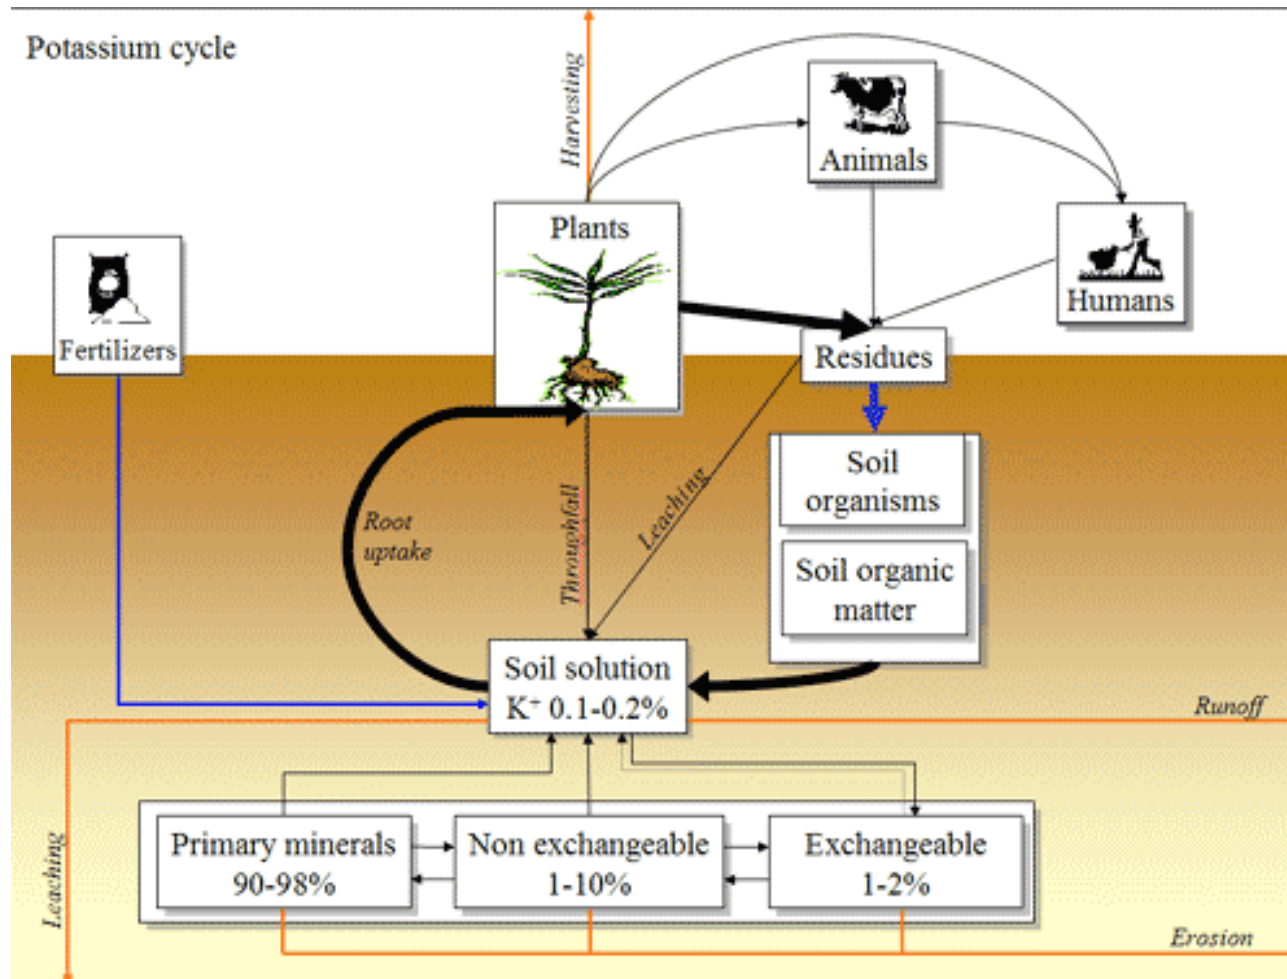 Potassium cycle
Harvesting
Animals
Plants
Humans
Fertilizers
Residues
Soil
organisms
Root
uptake
Throughfall
Leaching
Soil organic
matter
Soil solution
K⁺ 0.1-0.2%
Runoff
Leaching
Primary minerals
90-98%
Non exchangeable
1-10%
Exchangeable
1-2%
Erosion